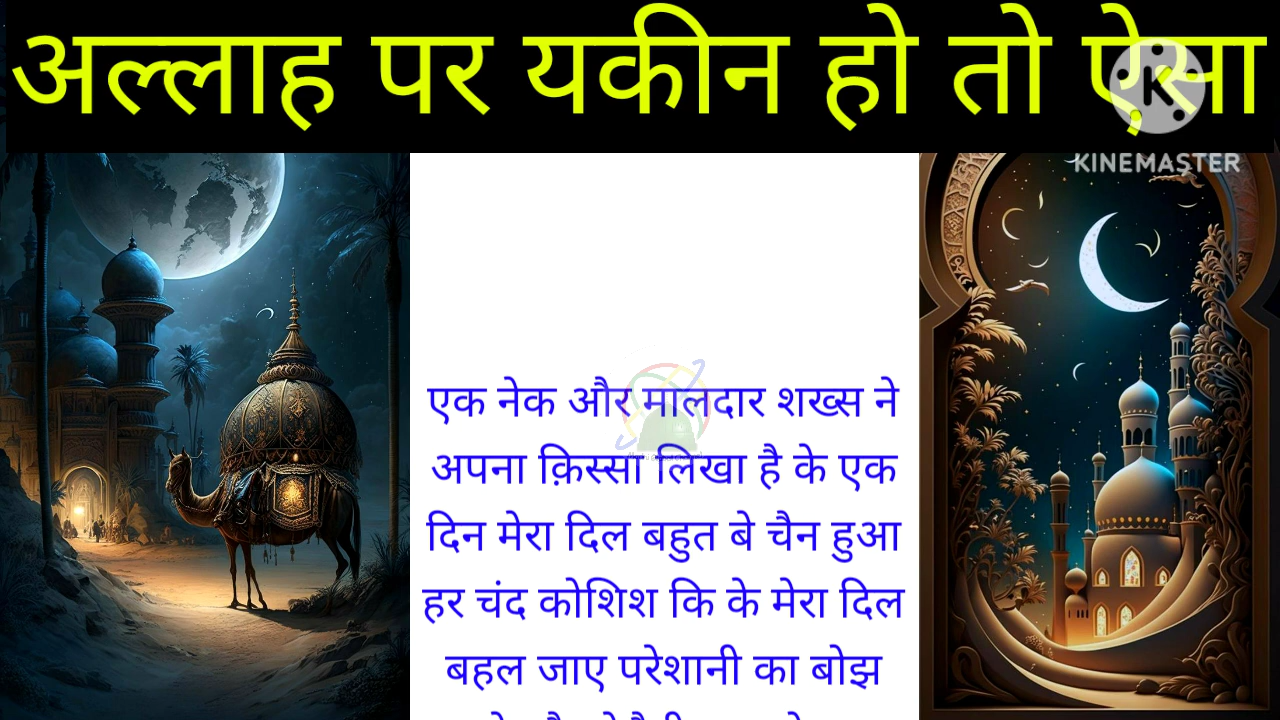 अल्लाह पर यकीन हो तो ऐसा
KINEMASTER
एक नेक और मालदार शख्स ने
अपना क़िस्सा लिखा है के एक
दिन मेरा दिल बहुत बे चैन हुआ
हर चंद कोशिश कि के मेरा दिल
बहल जाए परेशानी का बोझ